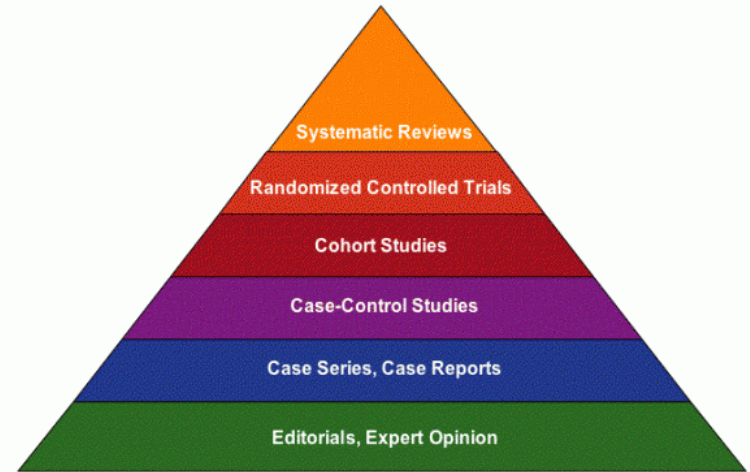 Systematic Reviews
Randomized Controlled Trials
Cohort Studies
Case-Control Studies
Case Series, Case Reports
Editorials, Expert Opinion